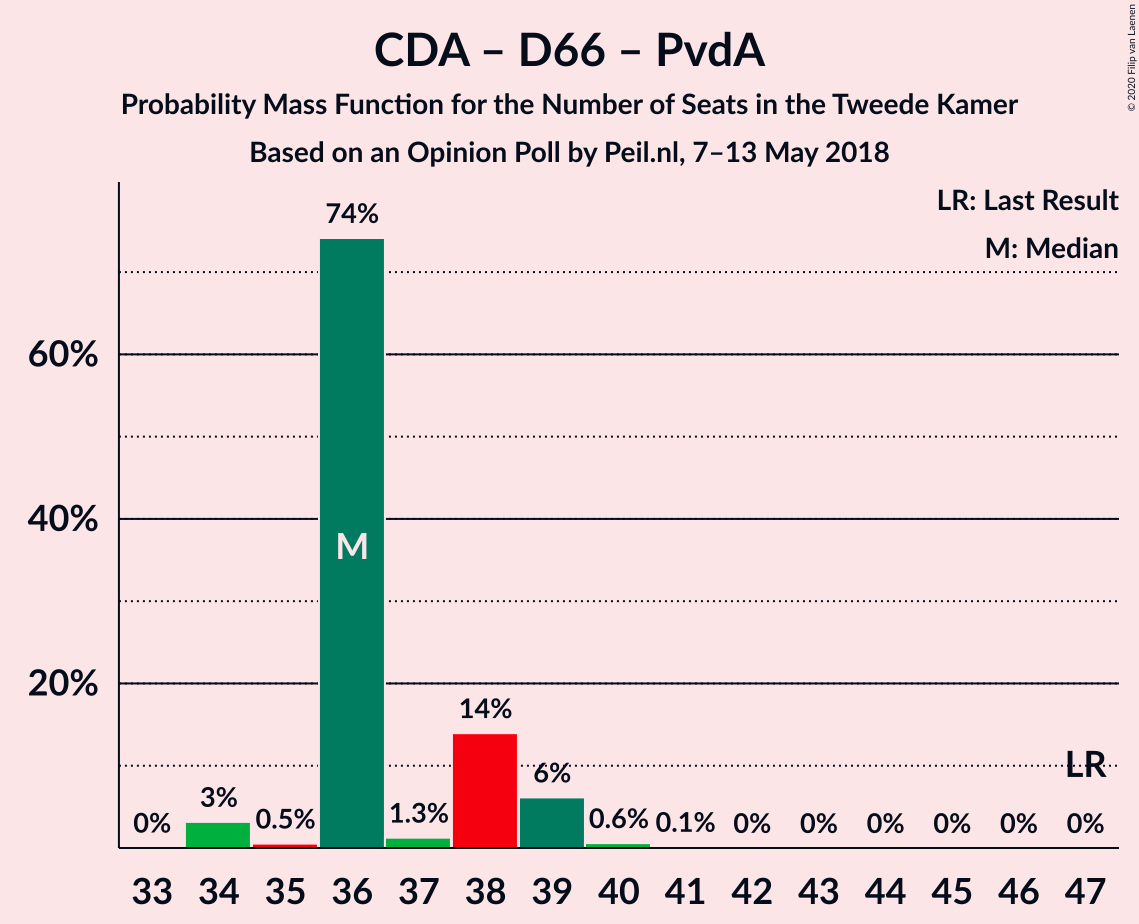 CDA – D66 – PvdA
Probability Mass Function for the Number of Seats in the Tweede Kamer
Based on an Opinion Poll by Peil.nl, 7–13 May 2018
© 2020 Filip van Laenen
LR: Last Result
M: Median
60%
40%
20%
0%
3%
0.5%
74%
M
1.3%
14%
6%
0.6%
0.1%
0%
0%
0%
0%
0%
0%
LR
33 34 35 36 37 38 39 40 41 42 43 44 45 46 47